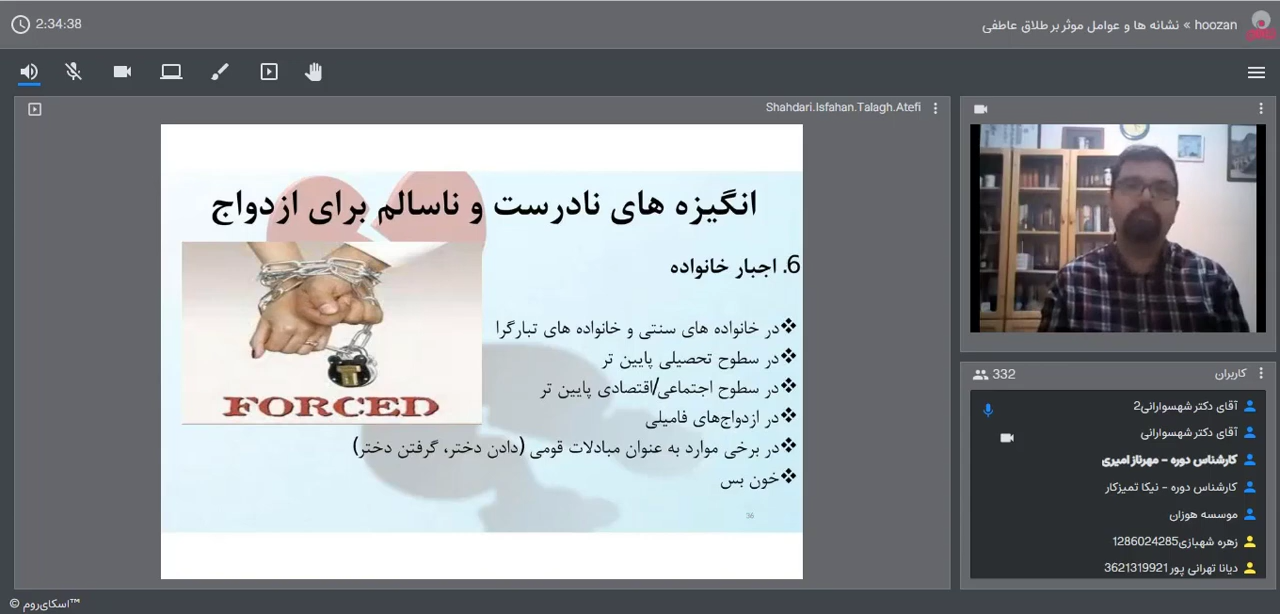 2:34:38
hoozan » نشانه ها و عوامل موثر بر طلاق عاطفی
Shahdari.Isfahan.Talagh.Atefi
انگیزه های نادرست و ناسالم برای ازدواج
6. اجبار خانواده
❖در خانواده های سنتی و خانواده های تبارگرا
❖در سطوح تحصیلی پایین تر
❖در سطوح اجتماعی/اقتصادی پایین تر
❖در ازدواج‌های فامیلی
❖در برخی موارد به عنوان مبادلات قومی (دادن دختر، گرفتن دختر)
❖خون بس
FORCED
36
کاربران
332
آقای دکتر شهسوارانی2
آقای دکتر شهسوارانی
کارشناس دوره - مهرناز امیری
کارشناس دوره - نیکا تمیزکار
موسسه هوزان
زهره شهبازی1286024285
دیانا تهرانی پور3621319921
اسکای‌روم™ ©